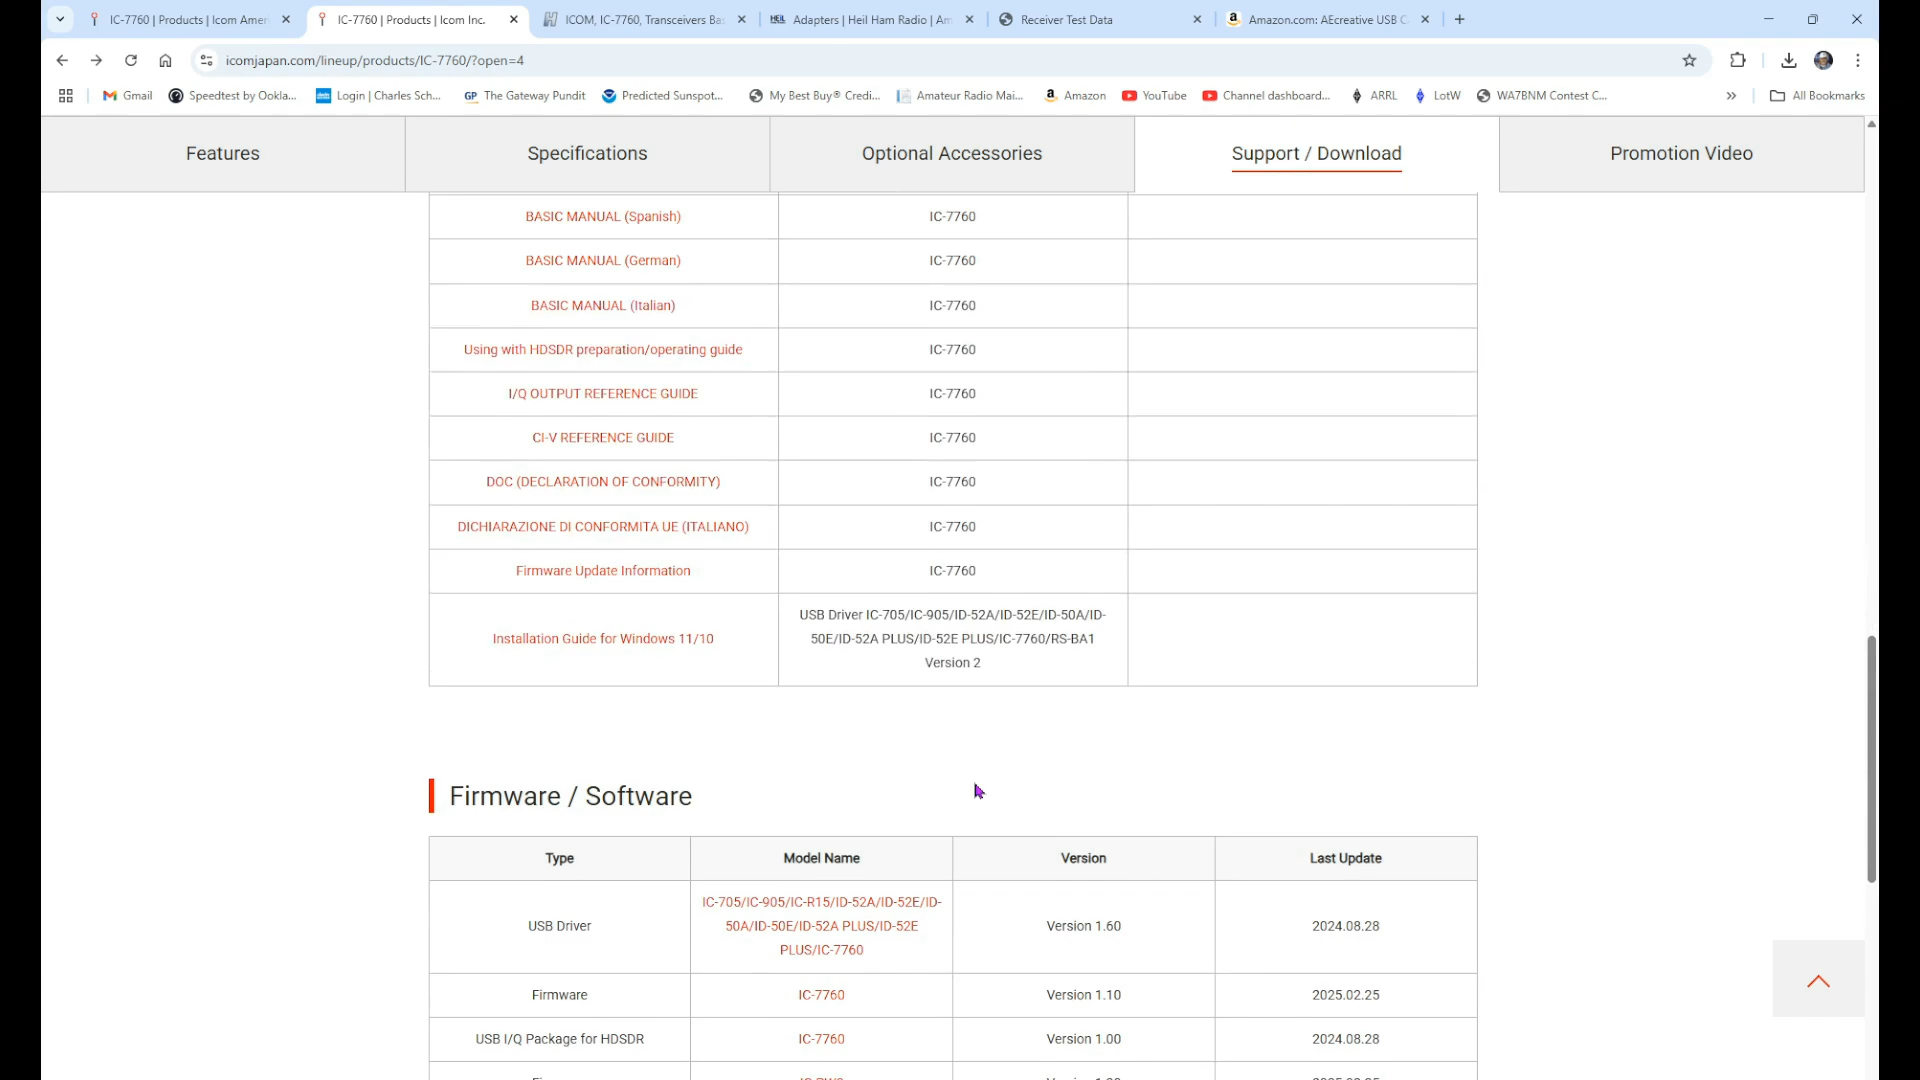 IC-7760 | Products | Icom Amer
IC-7760 | Products | Icom Inc.
ICOM, IC-7760, Transceivers Ba
HEIL Adapters | Heil Ham Radio | Am
Receiver Test Data
Amazon.com: AEcreative USB C
icomjapan.com/lineup/products/IC-7760/?open=4
Gmail
Speedtest by Ookla...
Login | Charles Sch...
GP The Gateway Pundit
Predicted Sunspot...
My Best Buy® Credi...
Amateur Radio Mai...
Amazon
YouTube
Channel dashboard...
ARRL
LotW
WA7BNM Contest C...
»
All Bookmarks
Features
Specifications
Optional Accessories
Support / Download
Promotion Video
BASIC MANUAL (Spanish) IC-7760
BASIC MANUAL (German) IC-7760
BASIC MANUAL (Italian) IC-7760
Using with HDSDR preparation/operating guide IC-7760
I/Q OUTPUT REFERENCE GUIDE IC-7760
CI-V REFERENCE GUIDE IC-7760
DOC (DECLARATION OF CONFORMITY) IC-7760
DICHIARAZIONE DI CONFORMITA UE (ITALIANO) IC-7760
Firmware Update Information IC-7760
Installation Guide for Windows 11/10
USB Driver IC-705/IC-905/ID-52A/ID-52E/ID-50A/ID-
50E/ID-52A PLUS/ID-52E PLUS/IC-7760/RS-BA1
Version 2
Firmware / Software
Type Model Name Version Last Update
USB Driver
IC-705/IC-905/IC-R15/ID-52A/ID-52E/ID-
50A/ID-50E/ID-52A PLUS/ID-52E
PLUS/IC-7760
Version 1.60
2024.08.28
Firmware IC-7760 Version 1.10 2025.02.25
USB I/Q Package for HDSDR IC-7760 Version 1.00 2024.08.28